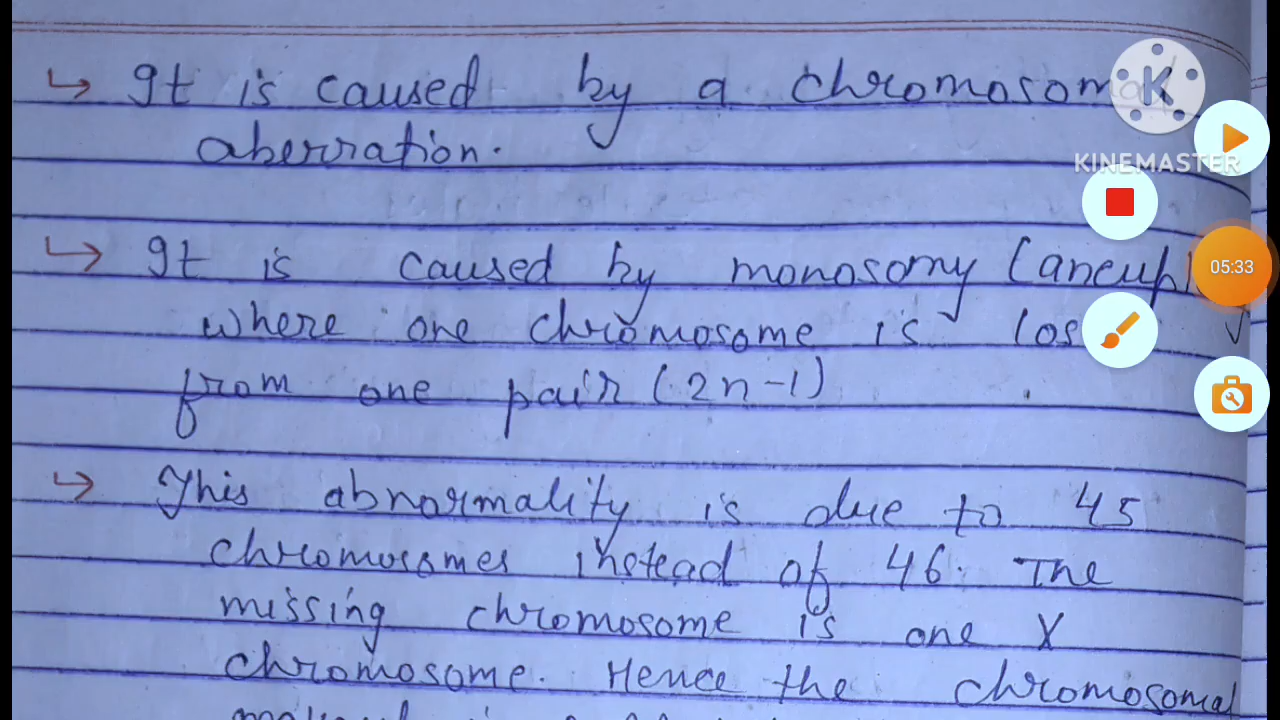 It is caused by a chromosomal
aberration.
It is caused by monosomy (aneupl
where one chromosome is los
from one pair (2n-1)
This abnormality is due to 45
chromosomes instead of 46. The
missing chromosome is one X
chromosome. Hence the chromosomal
KINEMASTER
05:33